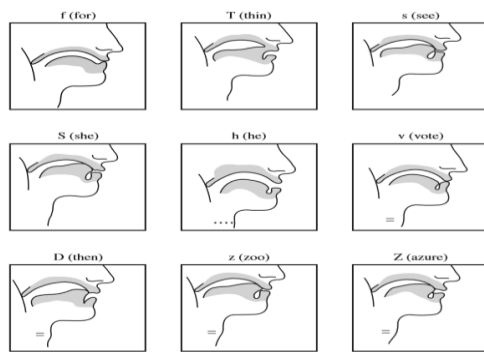 f (for) T (thin) s (see)
S (she) h (he) v (vote)
D (then) z (zoo) Z (azure)